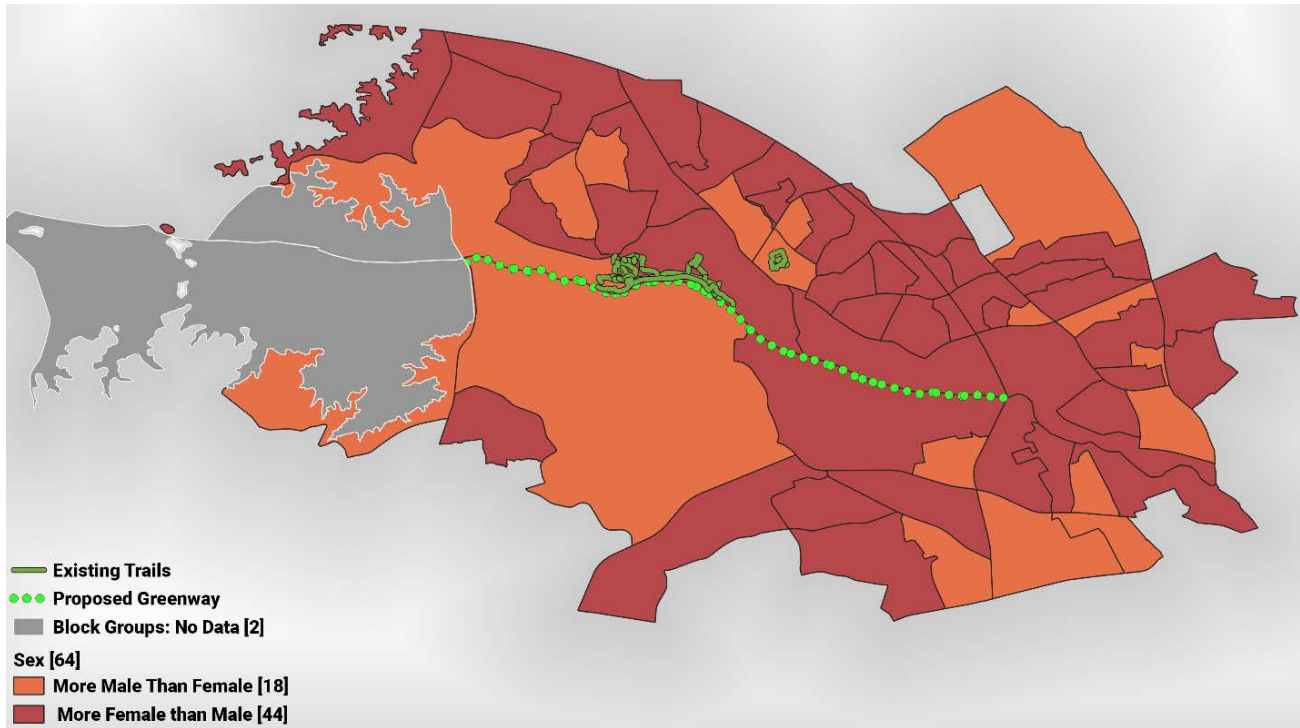 Existing Trails
Proposed Greenway
Block Groups: No Data [2]
Sex [64]
More Male Than Female [18]
More Female than Male [44]